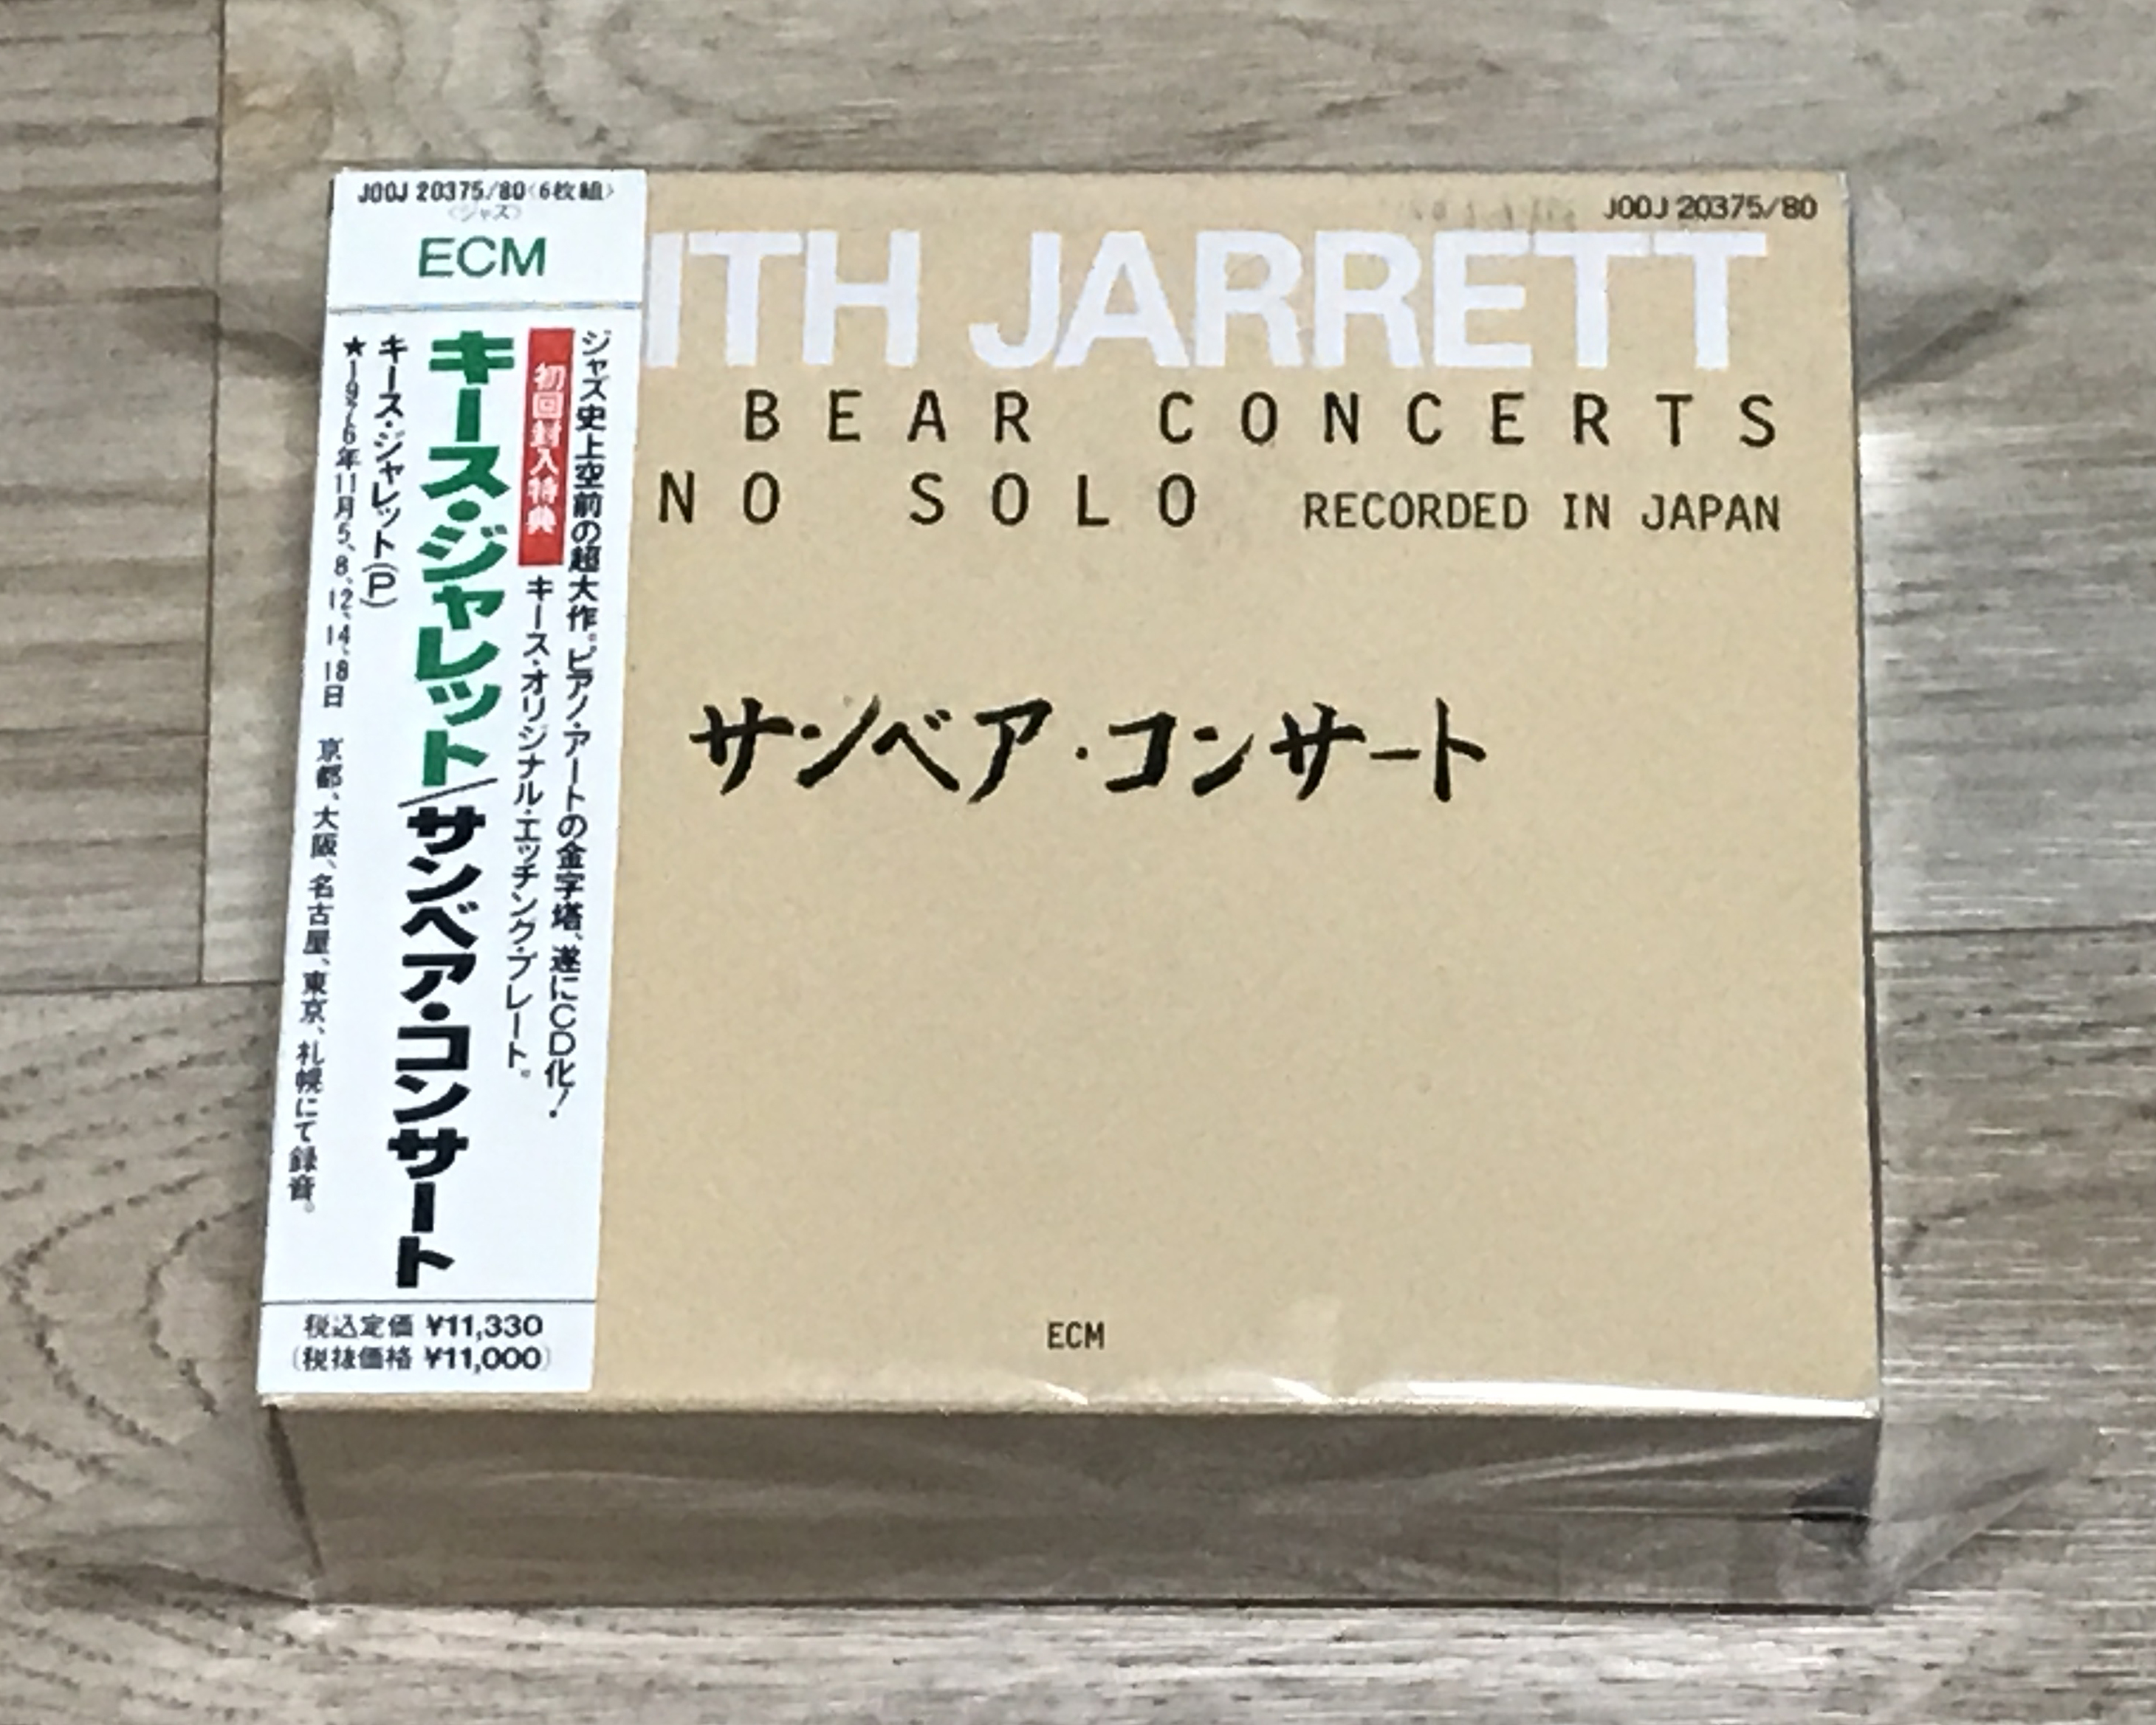 J00J 20375/80〈6枚組〉
〈ジャズ〉
ECM
ジャズ史上空前の超大作。ピアノ・アートの金字塔、遂にCD化!
初回封入特典 キース・オリジナル・エッチング・プレート。
キース・ジャレット/サンベア・コンサート
キース・ジャレット(P)
★1976年11月5、8、12、14、18日 京都、大阪、名古屋、東京、札幌にて録音。
税込定価 ¥11,330
(税抜価格 ¥11,000)
J00J 20375/80
ITH JARRETT
BEAR CONCERTS
NO SOLO RECORDED IN JAPAN
サンベア・コンサート
ECM